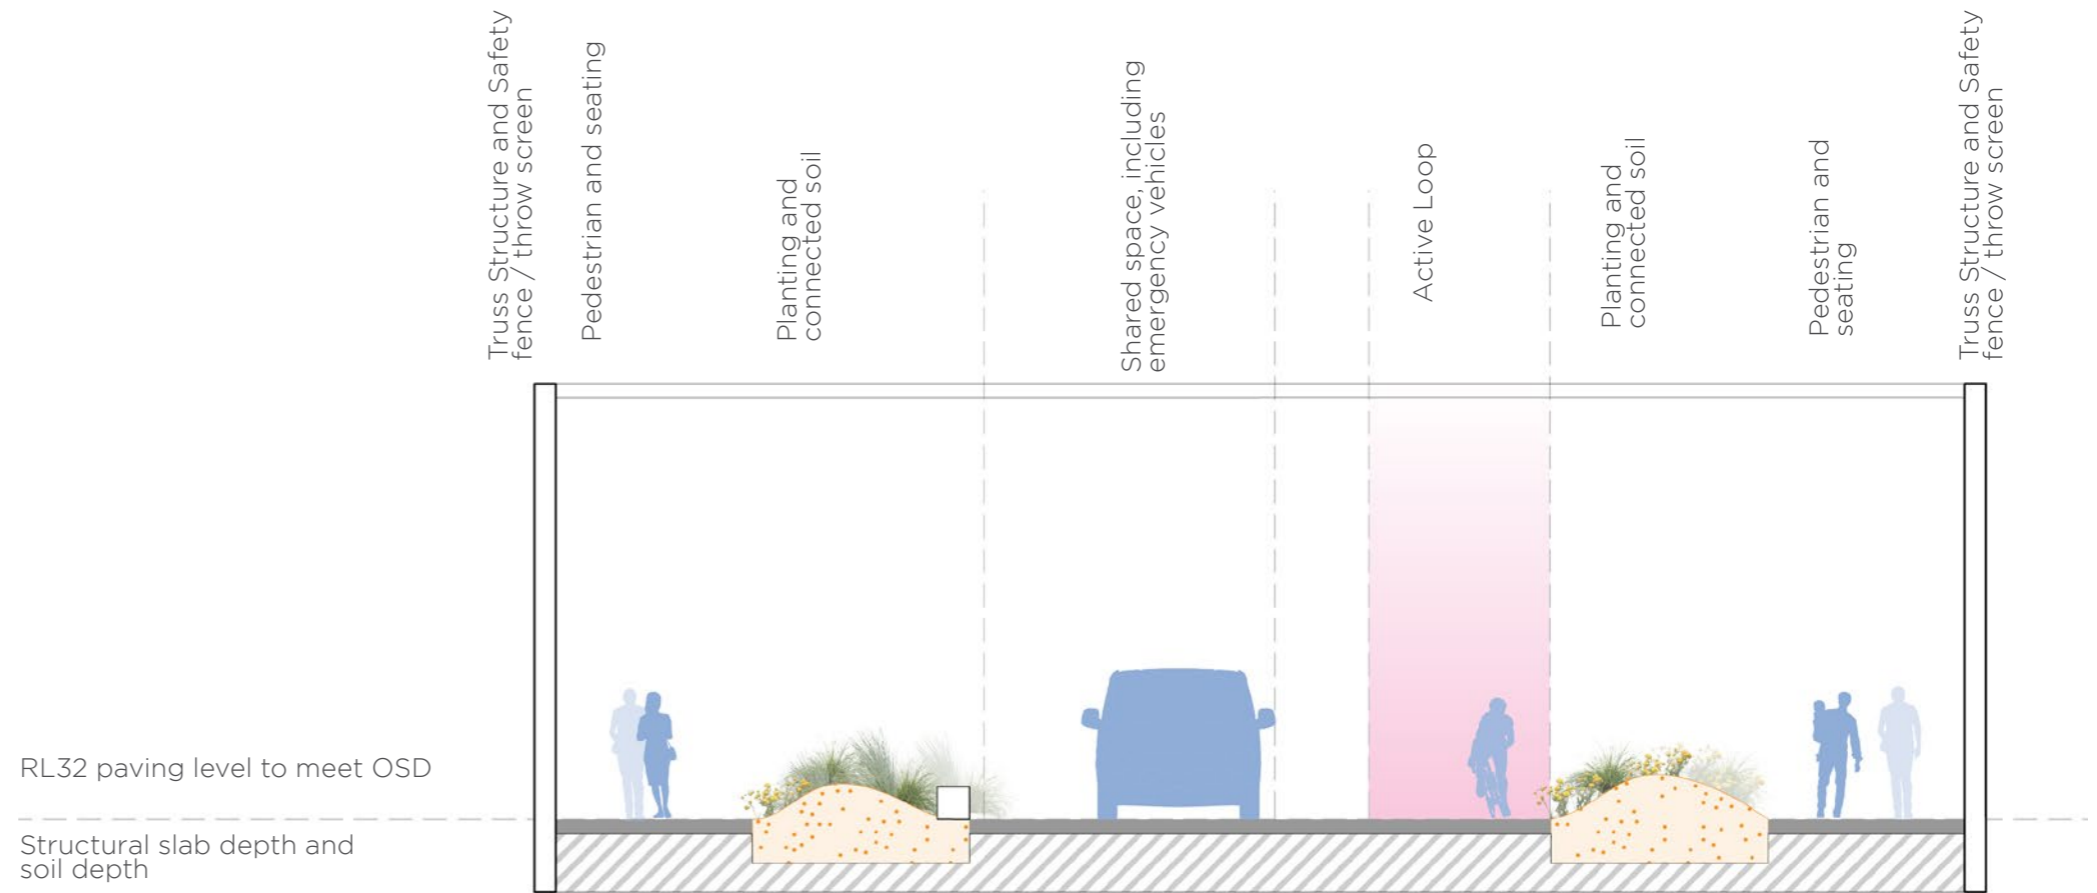 Truss Structure and Safety
fence / throw screen
Pedestrian and seating
Planting and
connected soil
Shared space, including
emergency vehicles
Active Loop
Planting and
connected soil
Pedestrian and
seating
Truss Structure and Safety
fence / throw screen
RL32 paving level to meet OSD
Structural slab depth and
soil depth